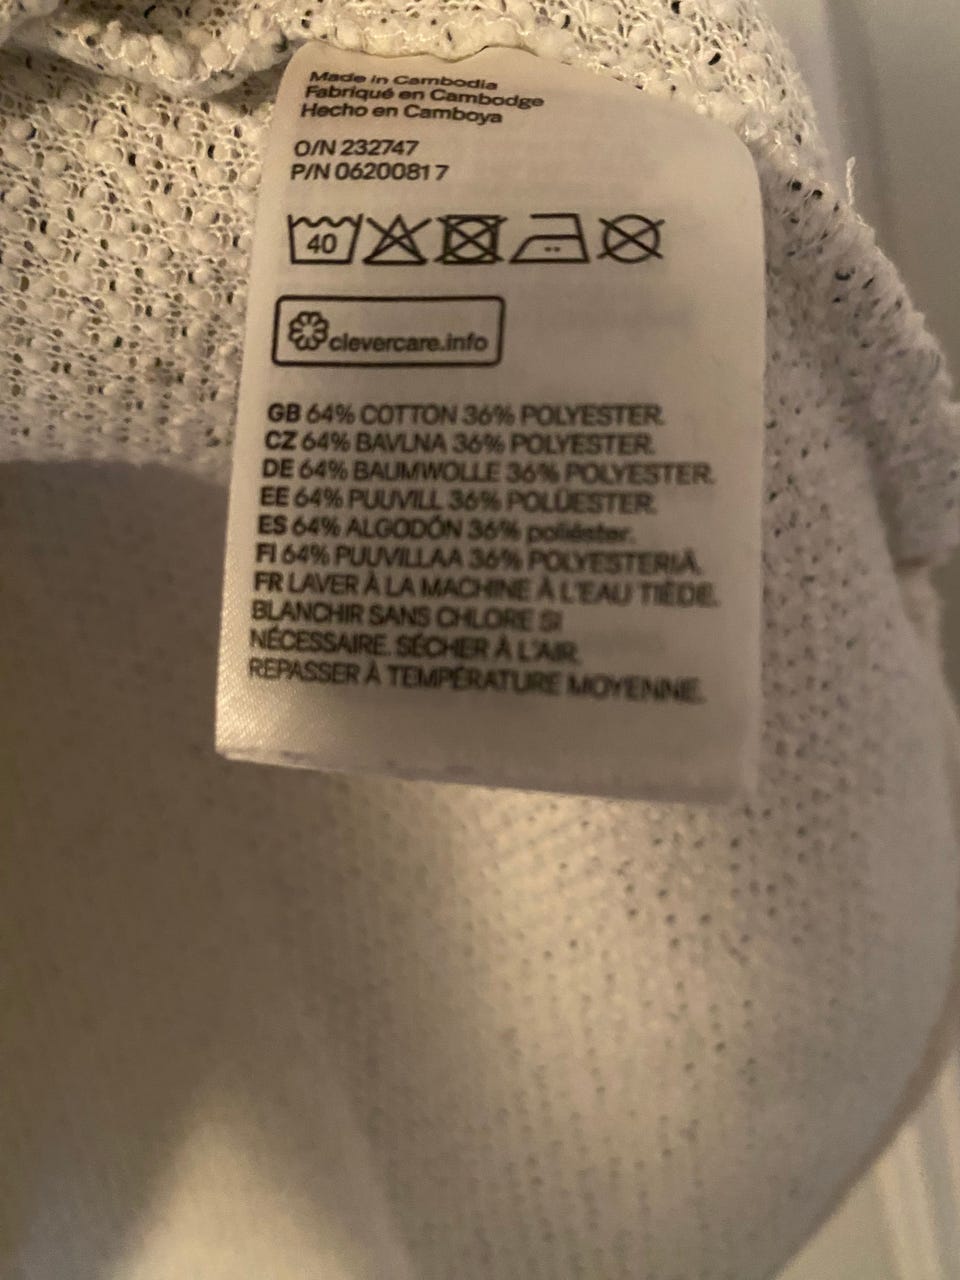 Made in Cambodia
Fabriqué en Cambodge
Hecho en Camboya
O/N 232747
P/N 06200817
40
clevercare.info
GB 64% COTTON 36% POLYESTER.
CZ 64% BAVLNA 36% POLYESTER.
DE 64% BAUMWOLLE 36% POLYESTER.
EE 64% PUUVILL 36% POLÜESTER.
ES 64% ALGODÓN 36% poliéster.
FI 64% PUUVILLAA 36% POLYESTERIÄ.
FR LAVER À LA MACHINE À L'EAU TIÈDE.
BLANCHIR SANS CHLORE SI
NÉCESSAIRE. SÉCHER À L'AIR.
REPASSER À TEMPÉRATURE MOYENNE.